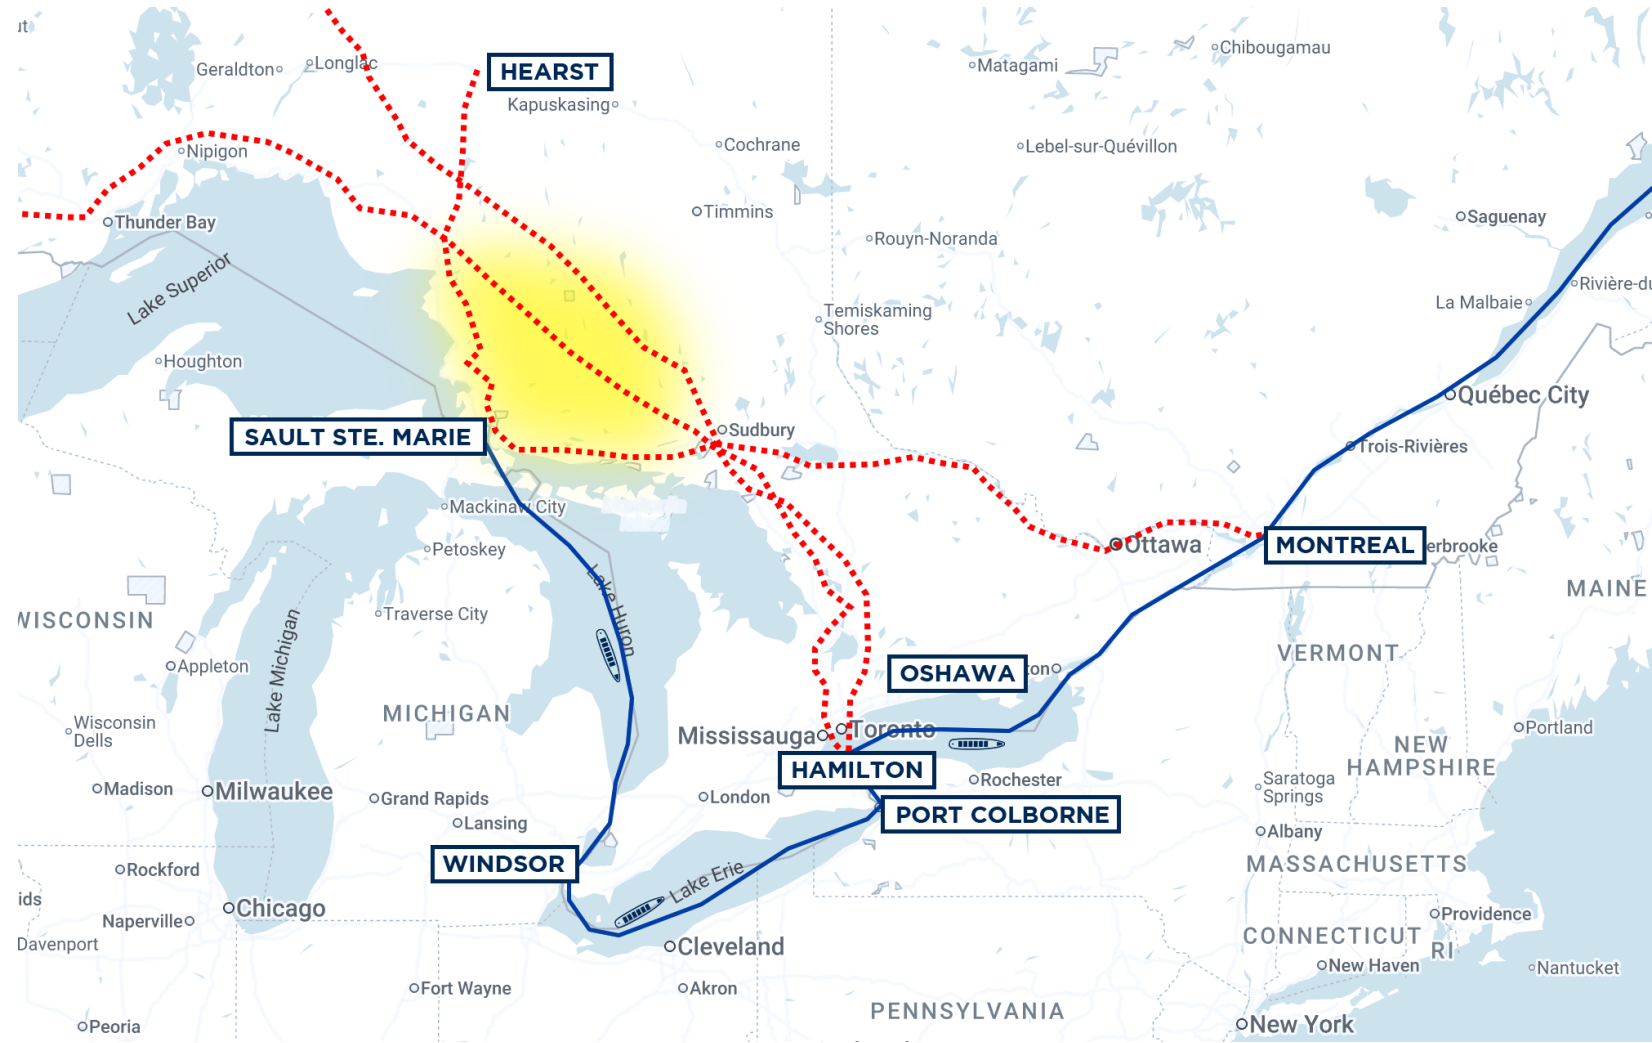 ut
Chibougamau
Geraldton
Longlac
Matagami
HEARST
Kapuskasing
Nipigon
Cochrane
Lebel-sur-Quévillon
Thunder Bay
Timmins
Saguenay
Rouyn-Noranda
Lake Superior
Rivière-du
La Malbaie
Temiskaming
Shores
Houghton
Québec City
SAULT STE. MARIE
Sudbury
Trois-Rivières
Mackinaw City
Petoskey
Ottawa
MONTREAL
erbrooke
MAINE
Lake Huron
WISCONSIN
Traverse City
Lake Michigan
Appleton
VERMONT
OSHAWA
ton
MICHIGAN
Wisconsin
Dells
Mississauga
Toronto
Portland
NEW
HAMPSHIRE
HAMILTON
Rochester
Saratoga
Springs
Madison
Milwaukee
Grand Rapids
London
Lansing
PORT COLBORNE
Albany
WINDSOR
MASSACHUSETTS
Rockford
Lake Erie
ids
Naperville
Chicago
Providence
Davenport
Cleveland
CONNECTICUT
RI
New Haven
Nantucket
Fort Wayne
Akron
PENNSYLVANIA
Peoria
New York